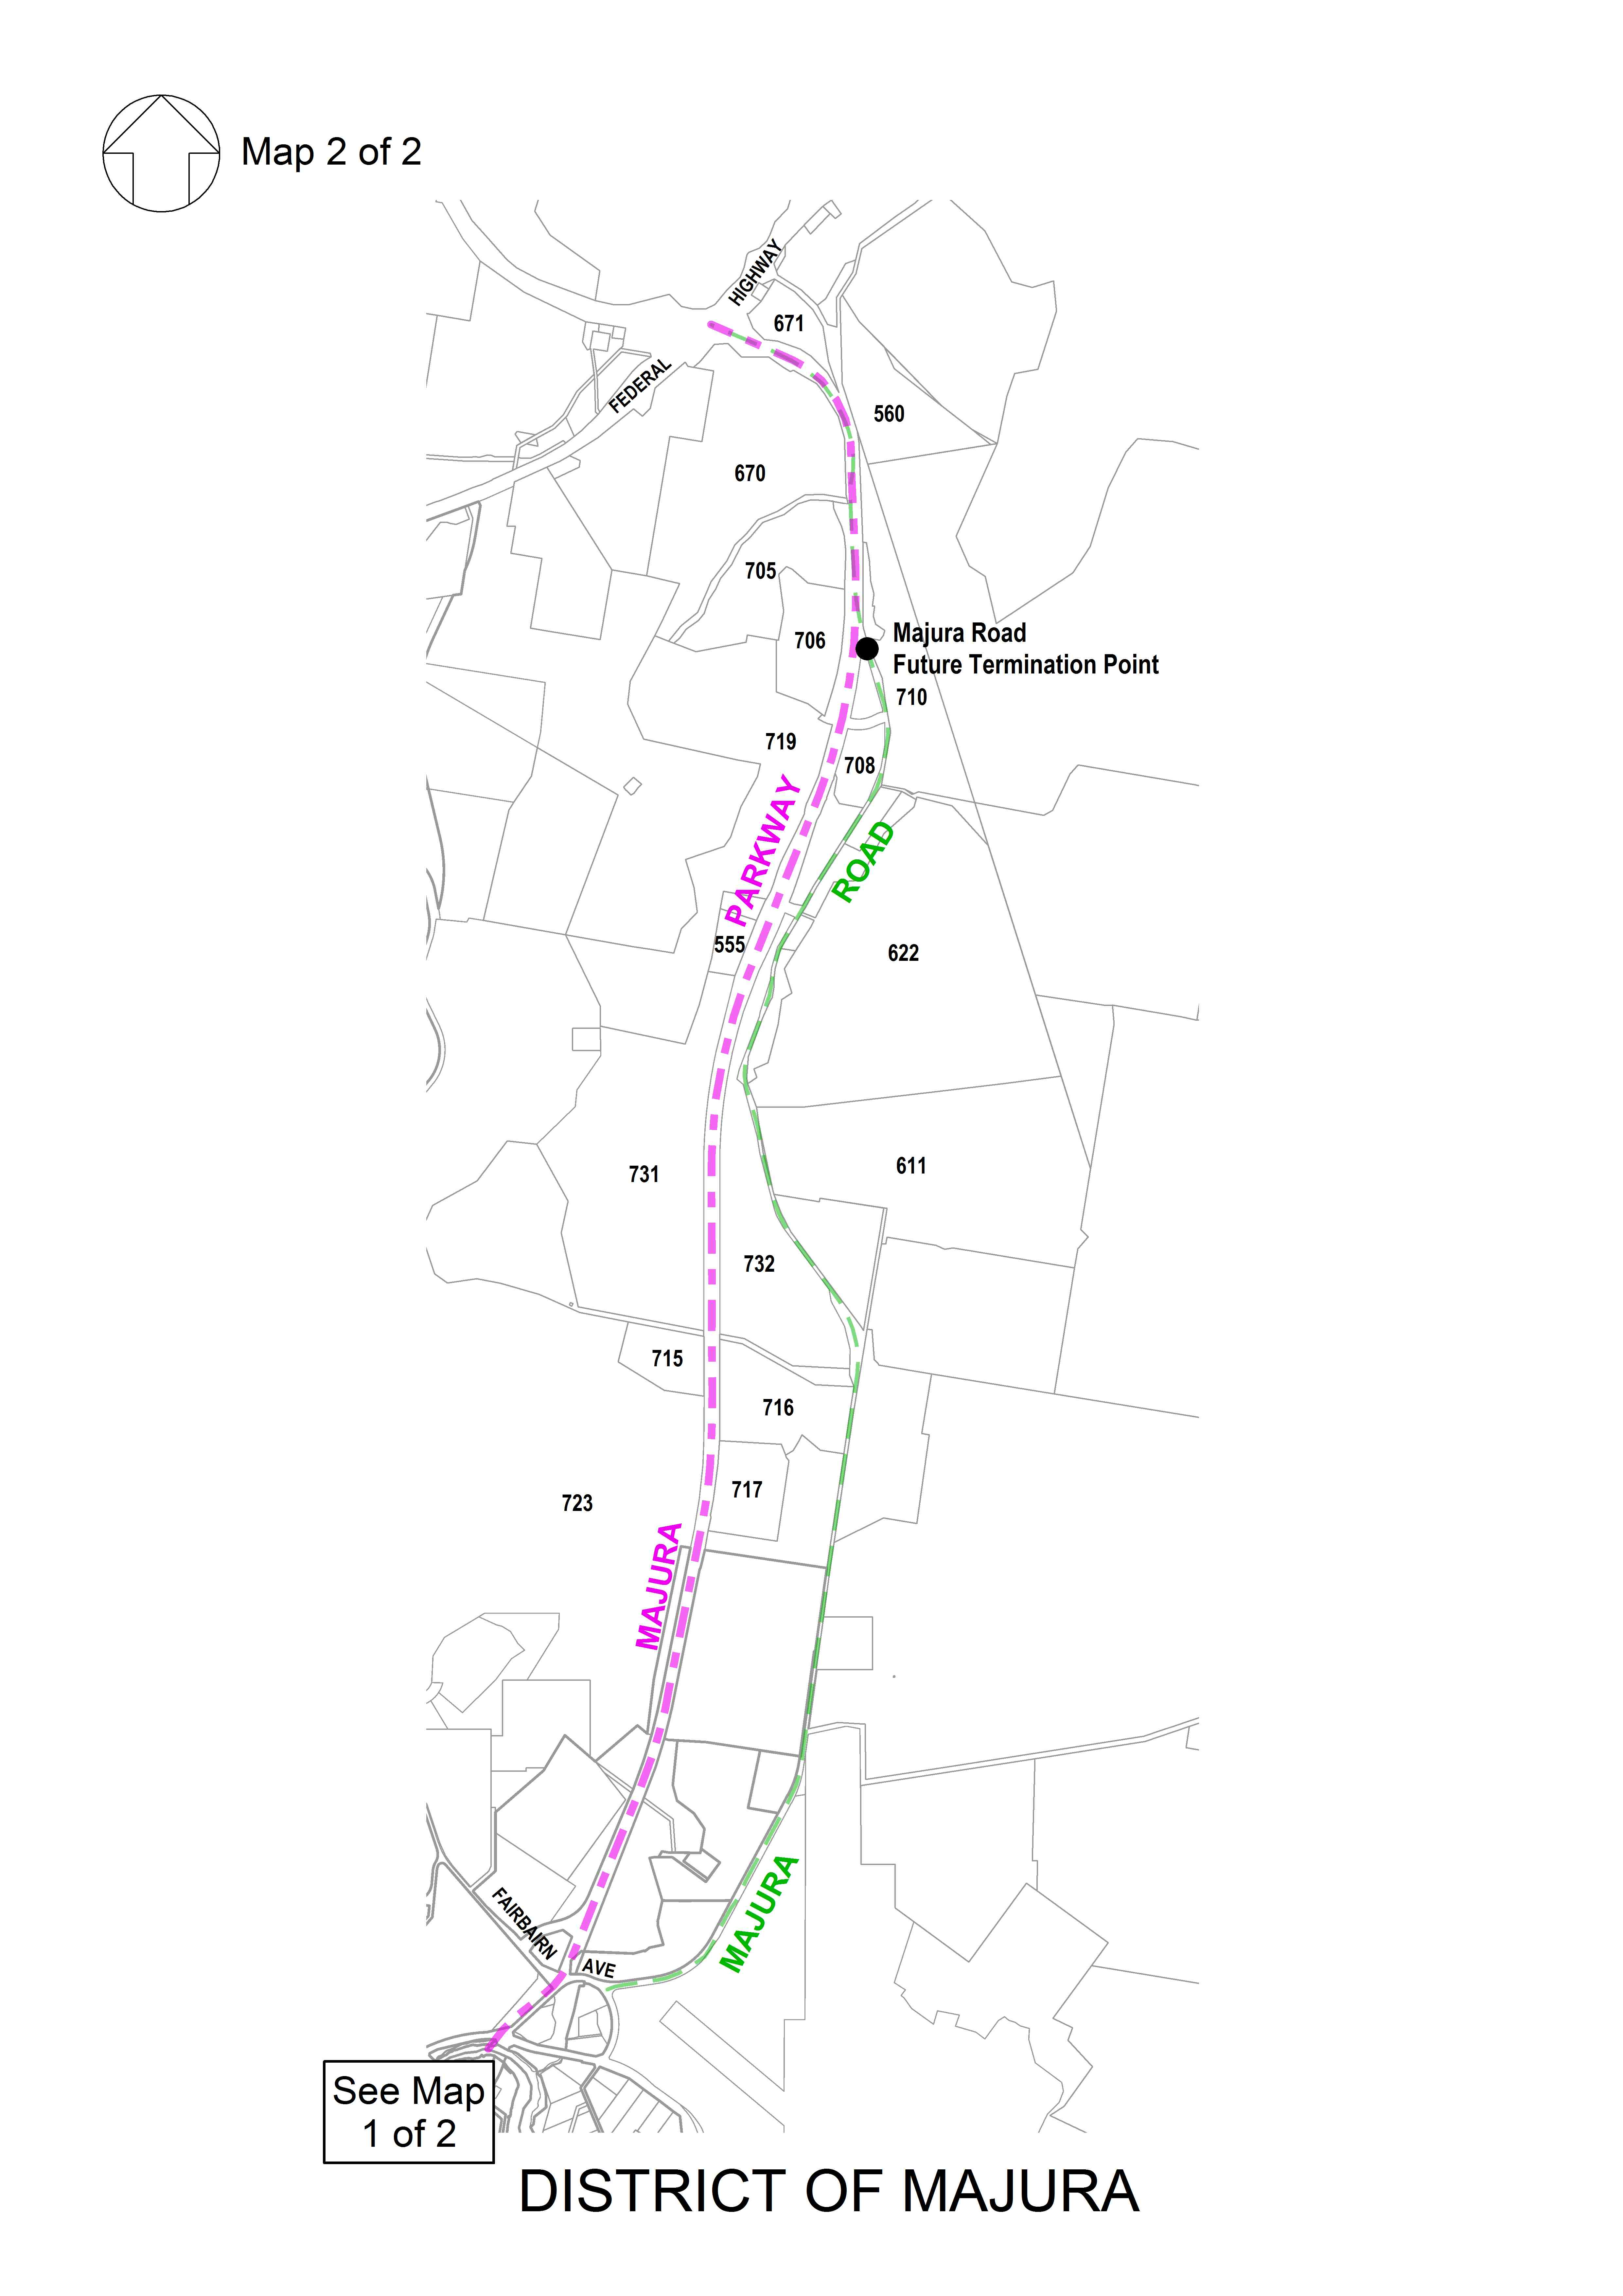 Map 2 of 2
HIGHWAY
671
FEDERAL
560
670
705
706
Majura Road
Future Termination Point
710
719
708
PARKWAY
ROAD
555
622
731
611
732
715
716
717
723
MAJURA
MAJURA
FAIRBAIRN
AVE
See Map
1 of 2
DISTRICT OF MAJURA